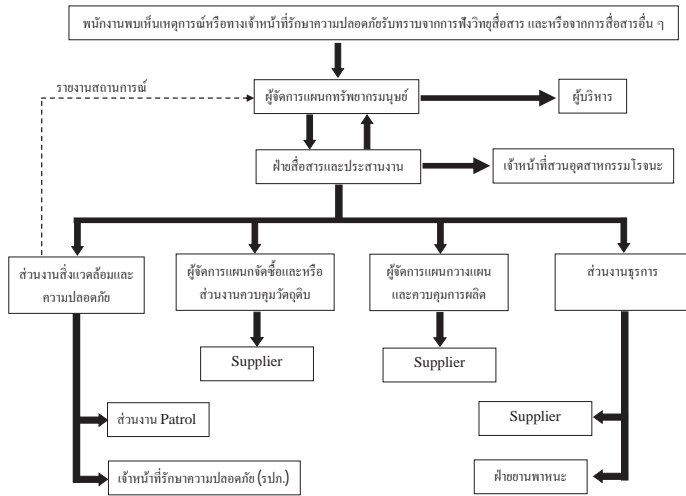 พนักงานพบเห็นเหตุการณ์หรือทางเจ้าหน้าที่รักษาความปลอดภัยรับทราบจากการฟังวิทยุสื่อสาร และหรือจากการสื่อสารอื่น ๆ
รายงานสถานการณ์
ผู้จัดการแผนกทรัพยากรมนุษย์
ผู้บริหาร
ฝ่ายสื่อสารและประสานงาน
เจ้าหน้าที่สวนอุตสาหกรรมโรจนะ
ส่วนงานสิ่งแวดล้อมและ
ความปลอดภัย
ผู้จัดการแผนกจัดซื้อและหรือ
ส่วนงานควบคุมวัตถุดิบ
ผู้จัดการแผนกวางแผน
และควบคุมการผลิต
ส่วนงานธุรการ
Supplier
Supplier
ส่วนงาน Patrol
Supplier
เจ้าหน้าที่รักษาความปลอดภัย (รปภ.)
ฝ่ายยานพาหนะ